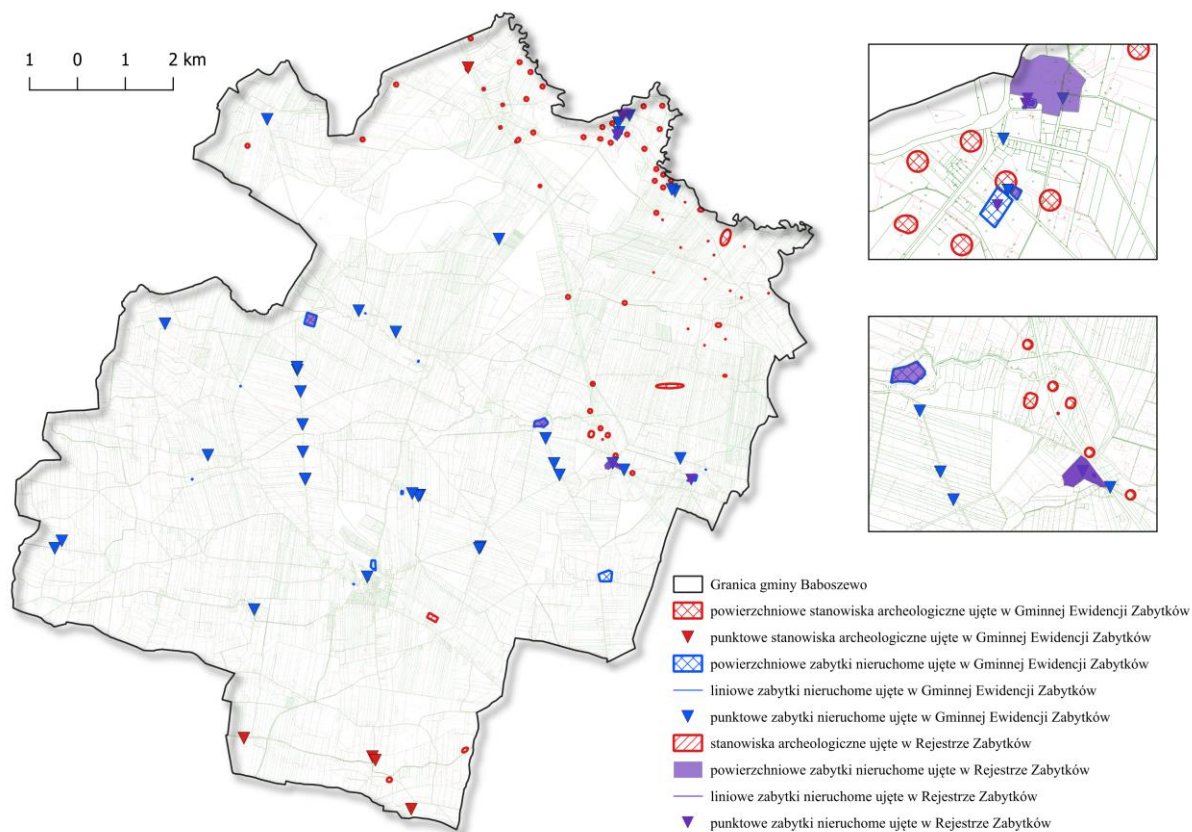 1 0 1 2 km
Granica gminy Baboszewo
powierzchniowe stanowiska archeologiczne ujęte w Gminnej Ewidencji Zabytków
punktowe stanowiska archeologiczne ujęte w Gminnej Ewidencji Zabytków
powierzchniowe zabytki nieruchome ujęte w Gminnej Ewidencji Zabytków
liniowe zabytki nieruchome ujęte w Gminnej Ewidencji Zabytków
punktowe zabytki nieruchome ujęte w Gminnej Ewidencji Zabytków
stanowiska archeologiczne ujęte w Rejestrze Zabytków
powierzchniowe zabytki nieruchome ujęte w Rejestrze Zabytków
liniowe zabytki nieruchome ujęte w Rejestrze Zabytków
punktowe zabytki nieruchome ujęte w Rejestrze Zabytków